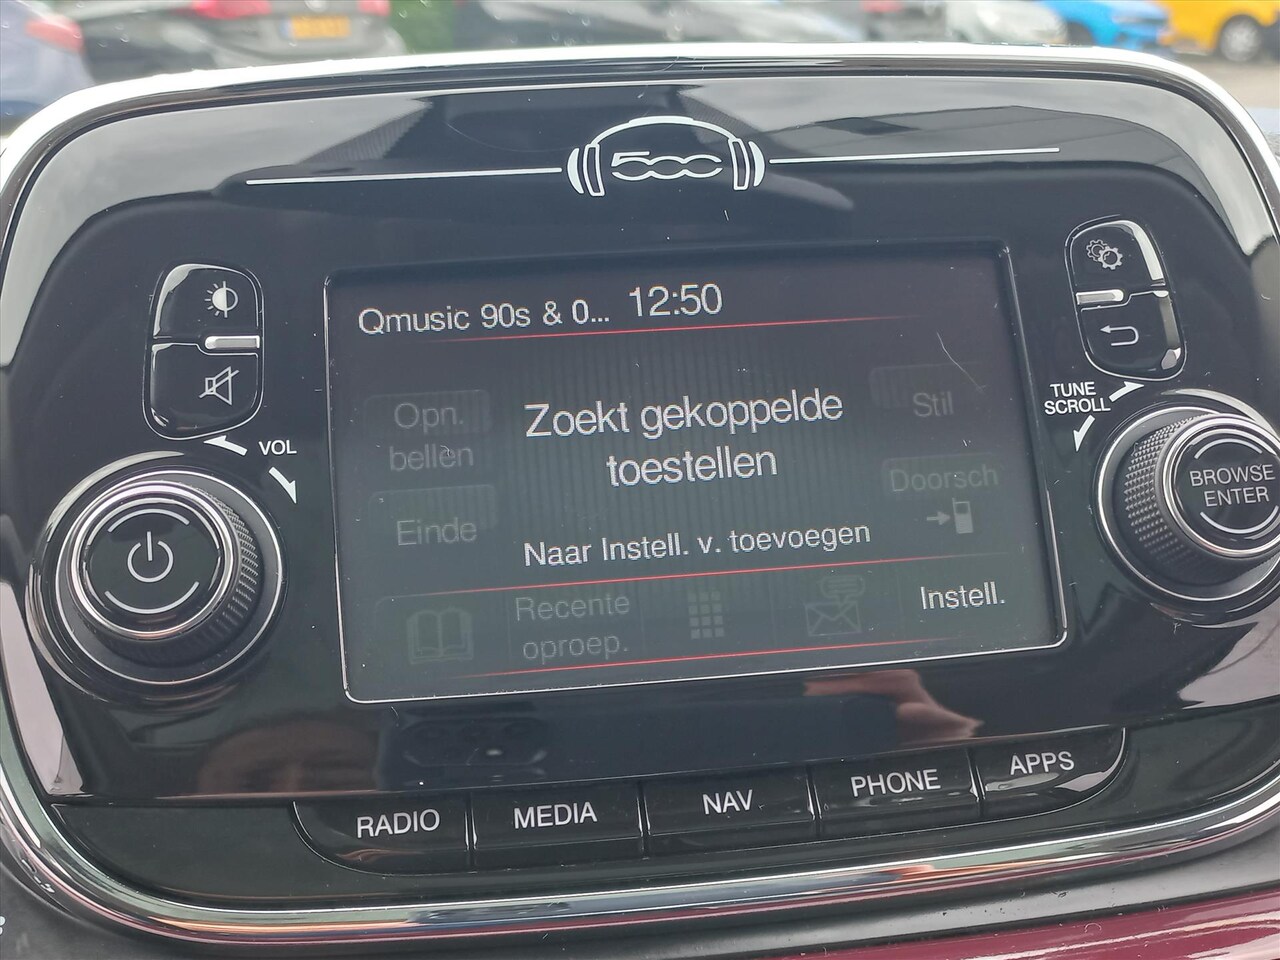 500
Qmusic 90s & 0... 12:50
Opn.
bellen
Zoekt gekoppelde
toestellen
Stil
Doorsch
Einde
Naar Instell. v. toevoegen
Recente
oproep.
Instell.
VOL
TUNE
SCROLL
BROWSE
ENTER
RADIO
MEDIA
NAV
PHONE
APPS